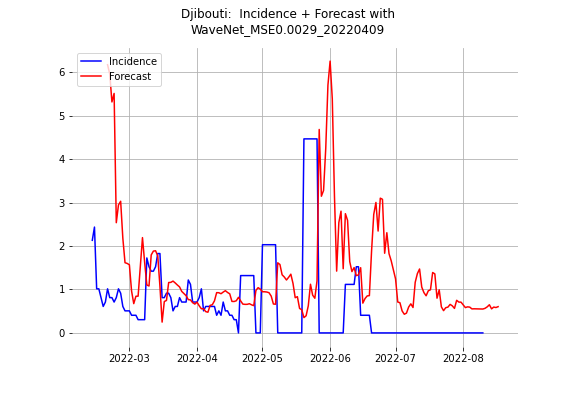 Djibouti:  Incidence + Forecast with
WaveNet_MSE0.0029_20220409
Incidence
Forecast
6
5
4
3
2
1
0
2022-03 2022-04 2022-05 2022-06 2022-07 2022-08